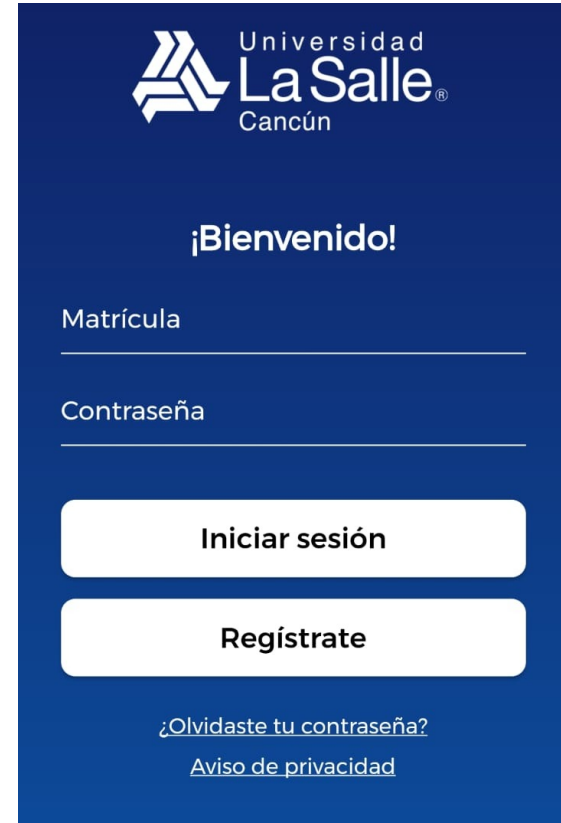 Universidad
La Salle®
Cancún
¡Bienvenido!
Matrícula
Contraseña
Iniciar sesión
Regístrate
¿Olvidaste tu contraseña?
Aviso de privacidad